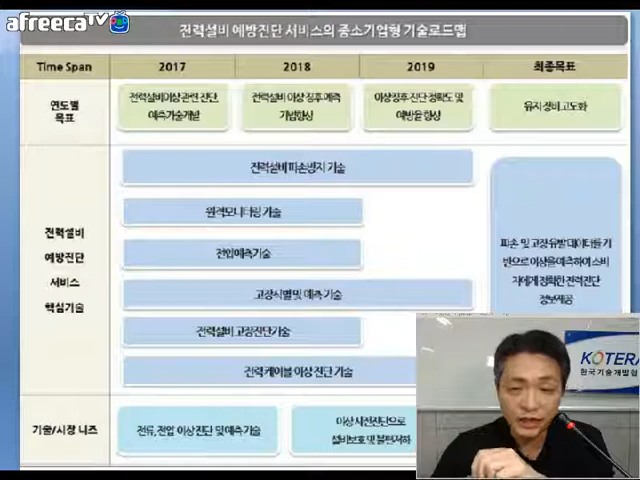 afreecaTV
전력설비 예방진단 서비스의 중소기업형 기술로드맵
Time Span 2017 2018 2019 최종목표
연도별
목표
전력설비이상 관련 진단
예측기술개발
전력설비 이상 징후 예측
기법향상
이상징후 진단 정확도 및
예방율 향상
유지 정비 고도화
전력설비
예방진단
서비스
핵심기술
전력설비 파손방지 기술
원격모니터링 기술
전압예측기술
고장식별 및 예측 기술
전력설비 고장진단기술
전력 케이블 이상 진단 기술
파손 및 고장 유발 데이터를 기
반으로 이상을 예측하여 소비
자에게 정확한 전력진단
정보제공
기술/시장 니즈
전류, 전압 이상진단 및 예측 기술
이상 사전진단으로
설비보호 및 불편저하
KOTERA
한국기술개발협